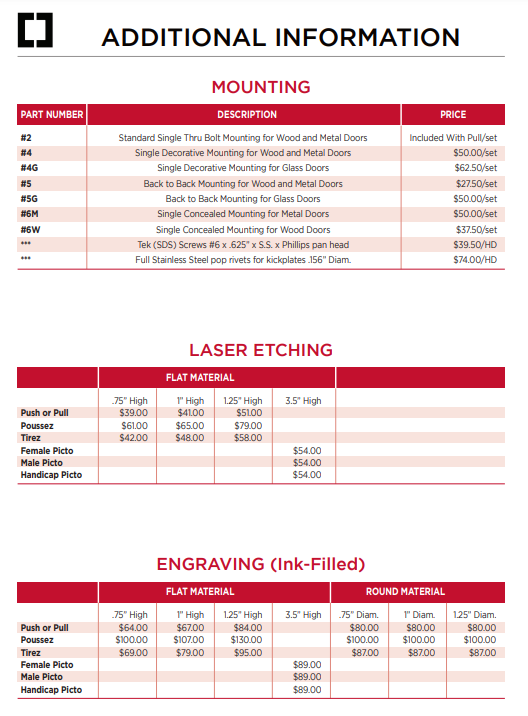 ADDITIONAL INFORMATION
MOUNTING
PART NUMBER DESCRIPTION PRICE
#2 Standard Single Thru Bolt Mounting for Wood and Metal Doors Included With Pull/set
#4 Single Decorative Mounting for Wood and Metal Doors $50.00/set
#4G Single Decorative Mounting for Glass Doors $62.50/set
#5 Back to Back Mounting for Wood and Metal Doors $27.50/set
#5G Back to Back Mounting for Glass Doors $50.00/set
#6M Single Concealed Mounting for Metal Doors $50.00/set
#6W Single Concealed Mounting for Wood Doors $37.50/set
*** Tek (SDS) Screws #6 x .625" x S.S. x Phillips pan head $39.50/HD
*** Full Stainless Steel pop rivets for kickplates .156" Diam. $74.00/HD
LASER ETCHING
FLAT MATERIAL
.75" High 1" High 1.25" High 3.5" High
Push or Pull $39.00 $41.00 $51.00
Poussez $61.00 $65.00 $79.00
Tirez $42.00 $48.00 $58.00
Female Picto $54.00
Male Picto $54.00
Handicap Picto $54.00
ENGRAVING (Ink-Filled)
FLAT MATERIAL ROUND MATERIAL
.75" High 1" High 1.25" High 3.5" High .75" Diam. 1" Diam. 1.25" Diam.
Push or Pull $64.00 $67.00 $84.00 $80.00 $80.00 $80.00
Poussez $100.00 $107.00 $130.00 $100.00 $100.00 $100.00
Tirez $69.00 $79.00 $95.00 $87.00 $87.00 $87.00
Female Picto $89.00
Male Picto $89.00
Handicap Picto $89.00